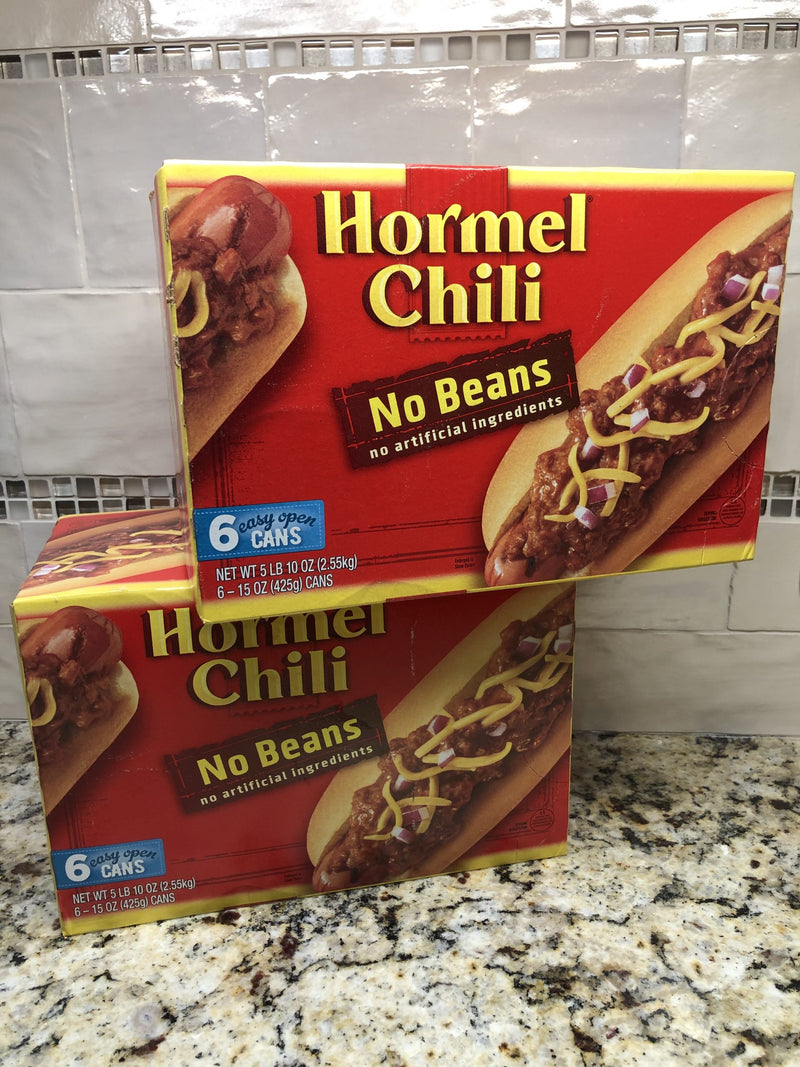 Hormel
Chili
No Beans
no artificial ingredients
6 easy open
CANS
NET WT 5 LB 10 OZ (2.55kg)
6 – 15 OZ (425g) CANS
Hormel
Chili
No Beans
no artificial ingredients
6 easy open
CANS
NET WT 5 LB 10 OZ (2.55kg)
6 – 15 OZ (425g) CANS